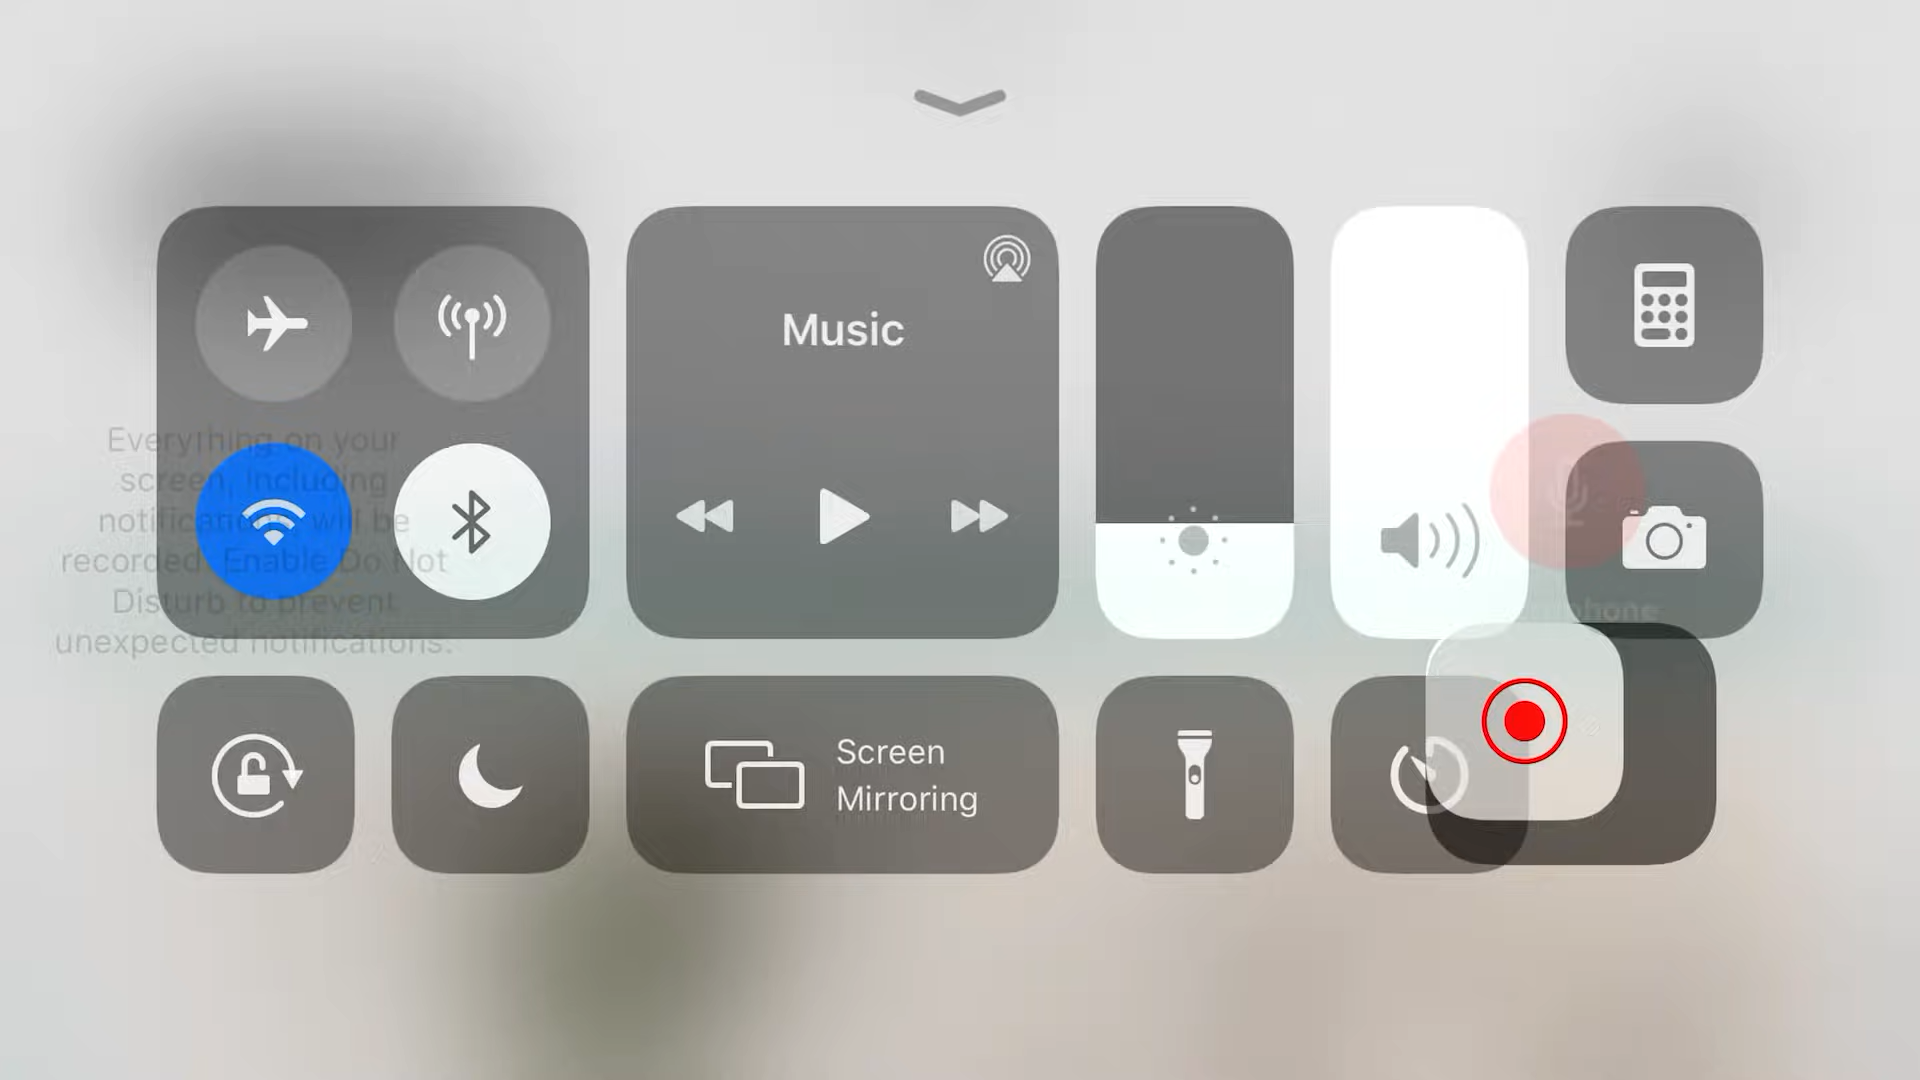 Music
Everything on your
screen, including
notifications, will be
recorded. Enable Do Not
Disturb to prevent
unexpected notifications.
Screen
Mirroring